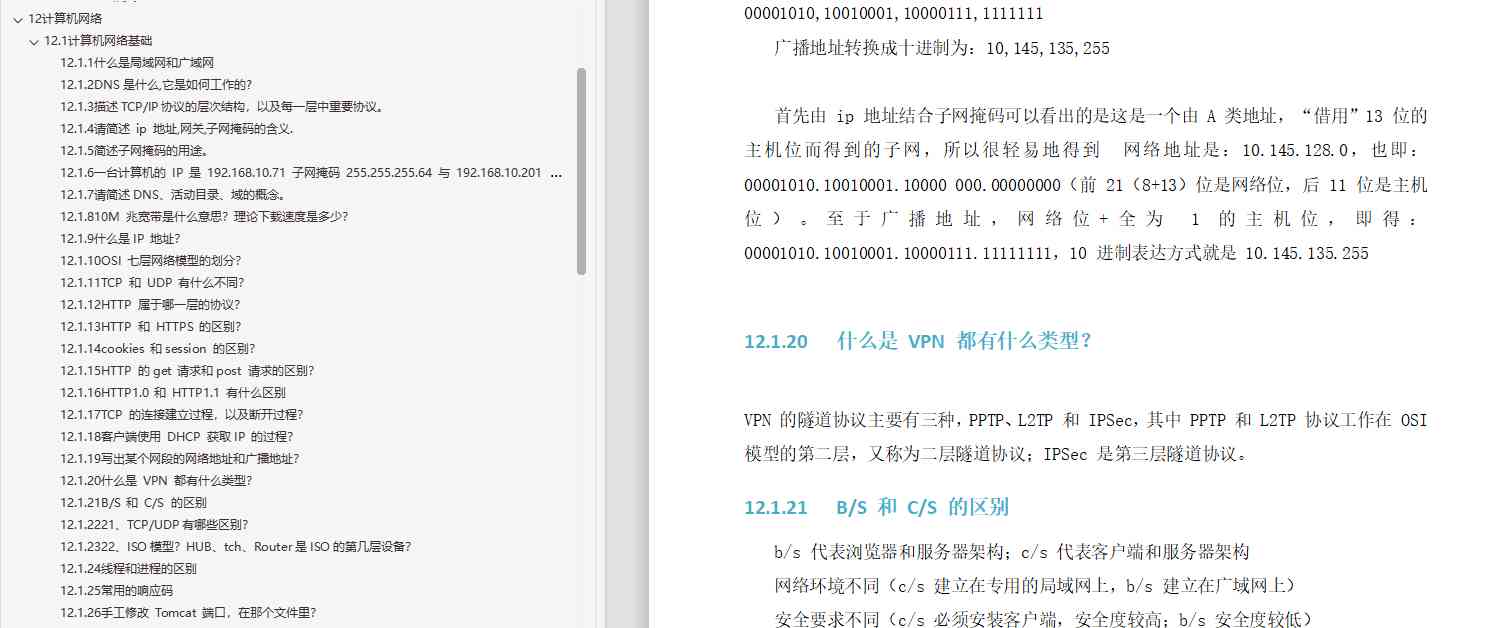 12计算机网络
12.1计算机网络基础
12.1.1什么是局域网和广域网
12.1.2DNS 是什么,它是如何工作的?
12.1.3描述 TCP/IP 协议的层次结构，以及每一层中重要协议。
12.1.4请简述 ip 地址,网关,子网掩码的含义.
12.1.5简述子网掩码的用途。
12.1.6一台计算机的 IP 是 192.168.10.71 子网掩码 255.255.255.64 与 192.168.10.201 ...
12.1.7请简述 DNS、活动目录、域的概念。
12.1.810M 兆宽带是什么意思？理论下载速度是多少？
12.1.9什么是 IP 地址？
12.1.10OSI 七层网络模型的划分？
12.1.11TCP 和 UDP 有什么不同？
12.1.12HTTP 属于哪一层的协议？
12.1.13HTTP 和 HTTPS 的区别？
12.1.14cookies 和 session 的区别？
12.1.15HTTP 的 get 请求和 post 请求的区别？
12.1.16HTTP1.0 和 HTTP1.1 有什么区别
12.1.17TCP 的连接建立过程，以及断开过程？
12.1.18客户端使用 DHCP 获取 IP 的过程？
12.1.19写出某个网段的网络地址和广播地址？
12.1.20什么是 VPN 都有什么类型？
12.1.21B/S 和 C/S 的区别
12.1.2221、TCP/UDP 有哪些区别？
12.1.2322、ISO 模型？HUB、tch、Router 是 ISO 的第几层设备？
12.1.24线程和进程的区别
12.1.25常用的响应码
12.1.26手工修改 Tomcat 端口，在那个文件里？
00001010,10010001,10000111,1111111
广播地址转换成十进制为：10,145,135,255
首先由 ip 地址结合子网掩码可以看出的是这是一个由 A 类地址，“借用”13 位的
主机位而得到的子网，所以很轻易地得到 网络地址是：10.145.128.0，也即：
00001010.10010001.10000 000.00000000（前 21（8+13）位是网络位，后 11 位是主机
位）。至于广播地址，网络位+全为 1 的主机位，即得：
00001010.10010001.10000111.11111111，10 进制表达方式就是 10.145.135.255
12.1.20 什么是 VPN 都有什么类型？
VPN 的隧道协议主要有三种，PPTP、L2TP 和 IPSec，其中 PPTP 和 L2TP 协议工作在 OSI
模型的第二层，又称为二层隧道协议；IPSec 是第三层隧道协议。
12.1.21 B/S 和 C/S 的区别
b/s 代表浏览器和服务器架构；c/s 代表客户端和服务器架构
网络环境不同（c/s 建立在专用的局域网上，b/s 建立在广域网上）
安全要求不同（c/s 必须安装客户端，安全度较高；b/s 安全度较低）